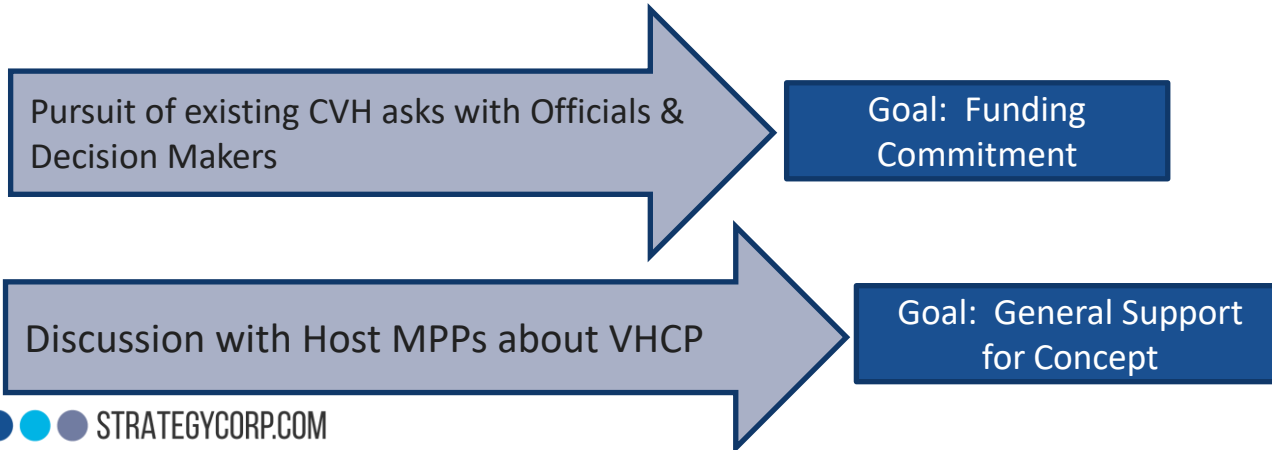 Pursuit of existing CVH asks with Officials &
Decision Makers
Goal: Funding
Commitment
Discussion with Host MPPs about VHCP
Goal: General Support
for Concept
STRATEGYCORP.COM